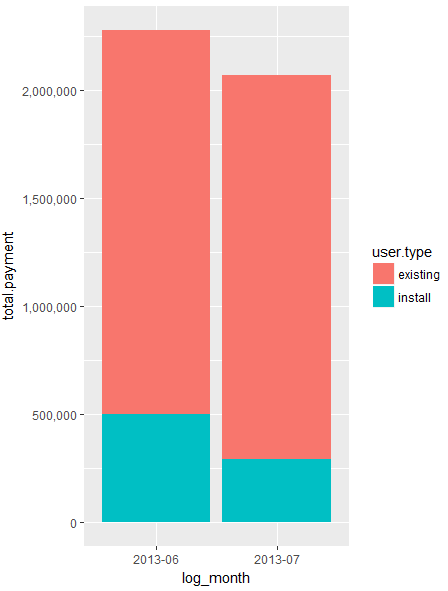 2,000,000
1,500,000
1,000,000
500,000
0
total.payment
2013-06
2013-07
log_month
user.type
existing
install